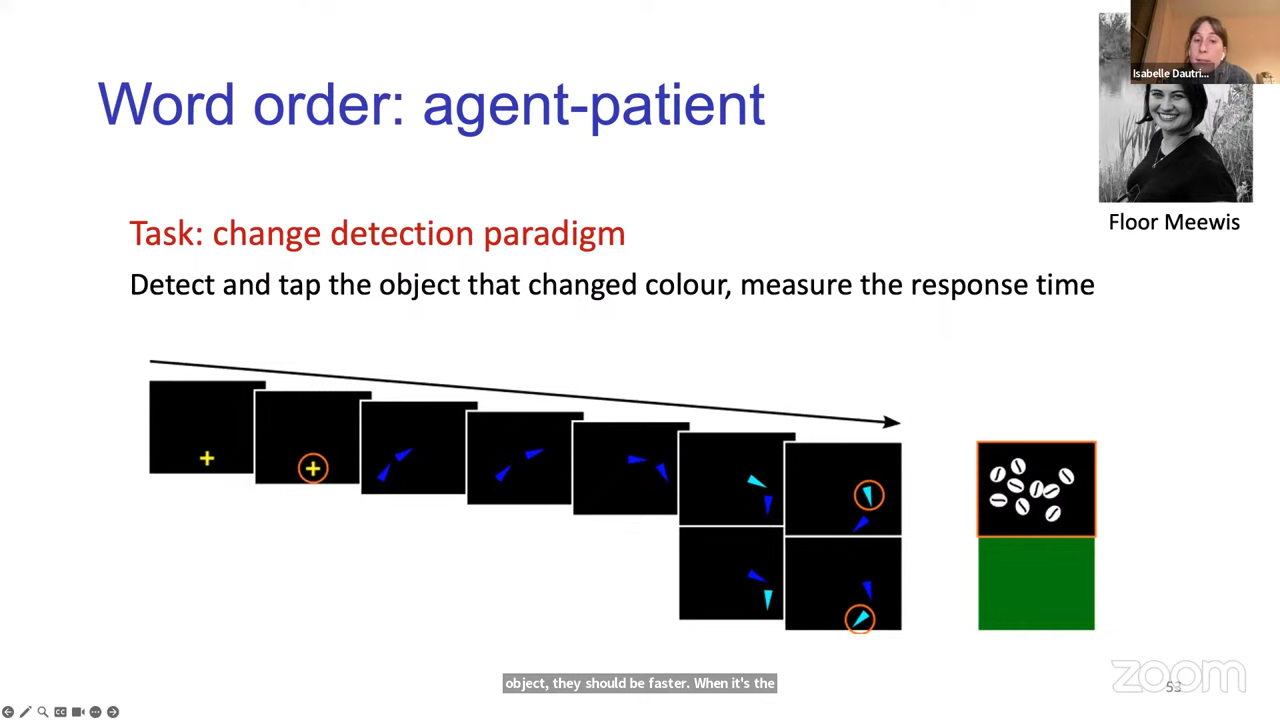 Isabelle Dautri...
Word order: agent-patient
Floor Meewis
Task: change detection paradigm
Detect and tap the object that changed colour, measure the response time
object, they should be faster. When it's the
zoom
53